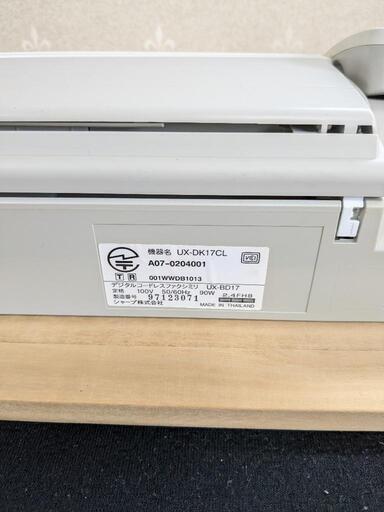 機器名 UX-DK17CL
A07-0204001
T R 001WWDB1013
デジタルコードレスファクシミリ UX-BD17
定格 100V 50/60Hz 90W 2.4FH8
製造番号 97123071
シャープ株式会社 MADE IN THAILAND